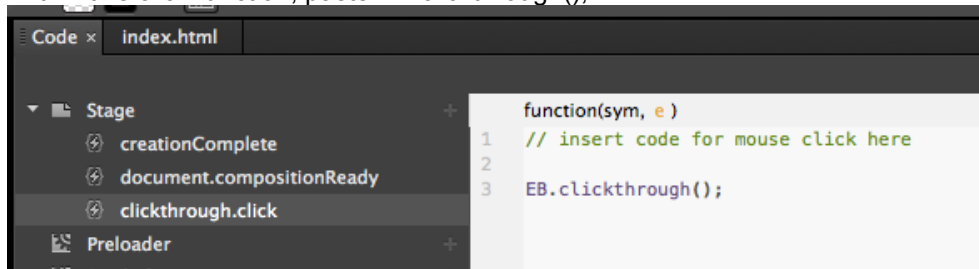 Code × index.html
Stage +
creationComplete
document.compositionReady
clickthrough.click
Preloader +
function(sym, e )
1 // insert code for mouse click here
2
3 EB.clickthrough();